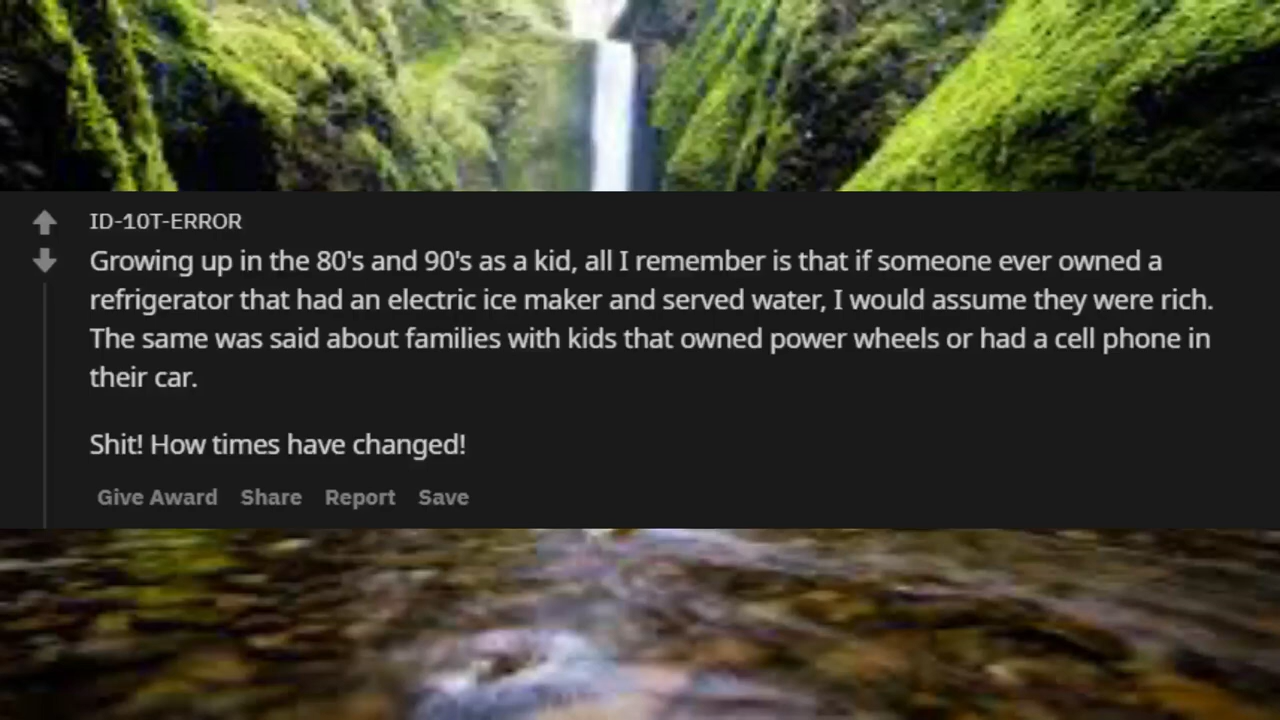 ID-10T-ERROR
Growing up in the 80's and 90's as a kid, all I remember is that if someone ever owned a
refrigerator that had an electric ice maker and served water, I would assume they were rich.
The same was said about families with kids that owned power wheels or had a cell phone in
their car.
Shit! How times have changed!
Give Award Share Report Save